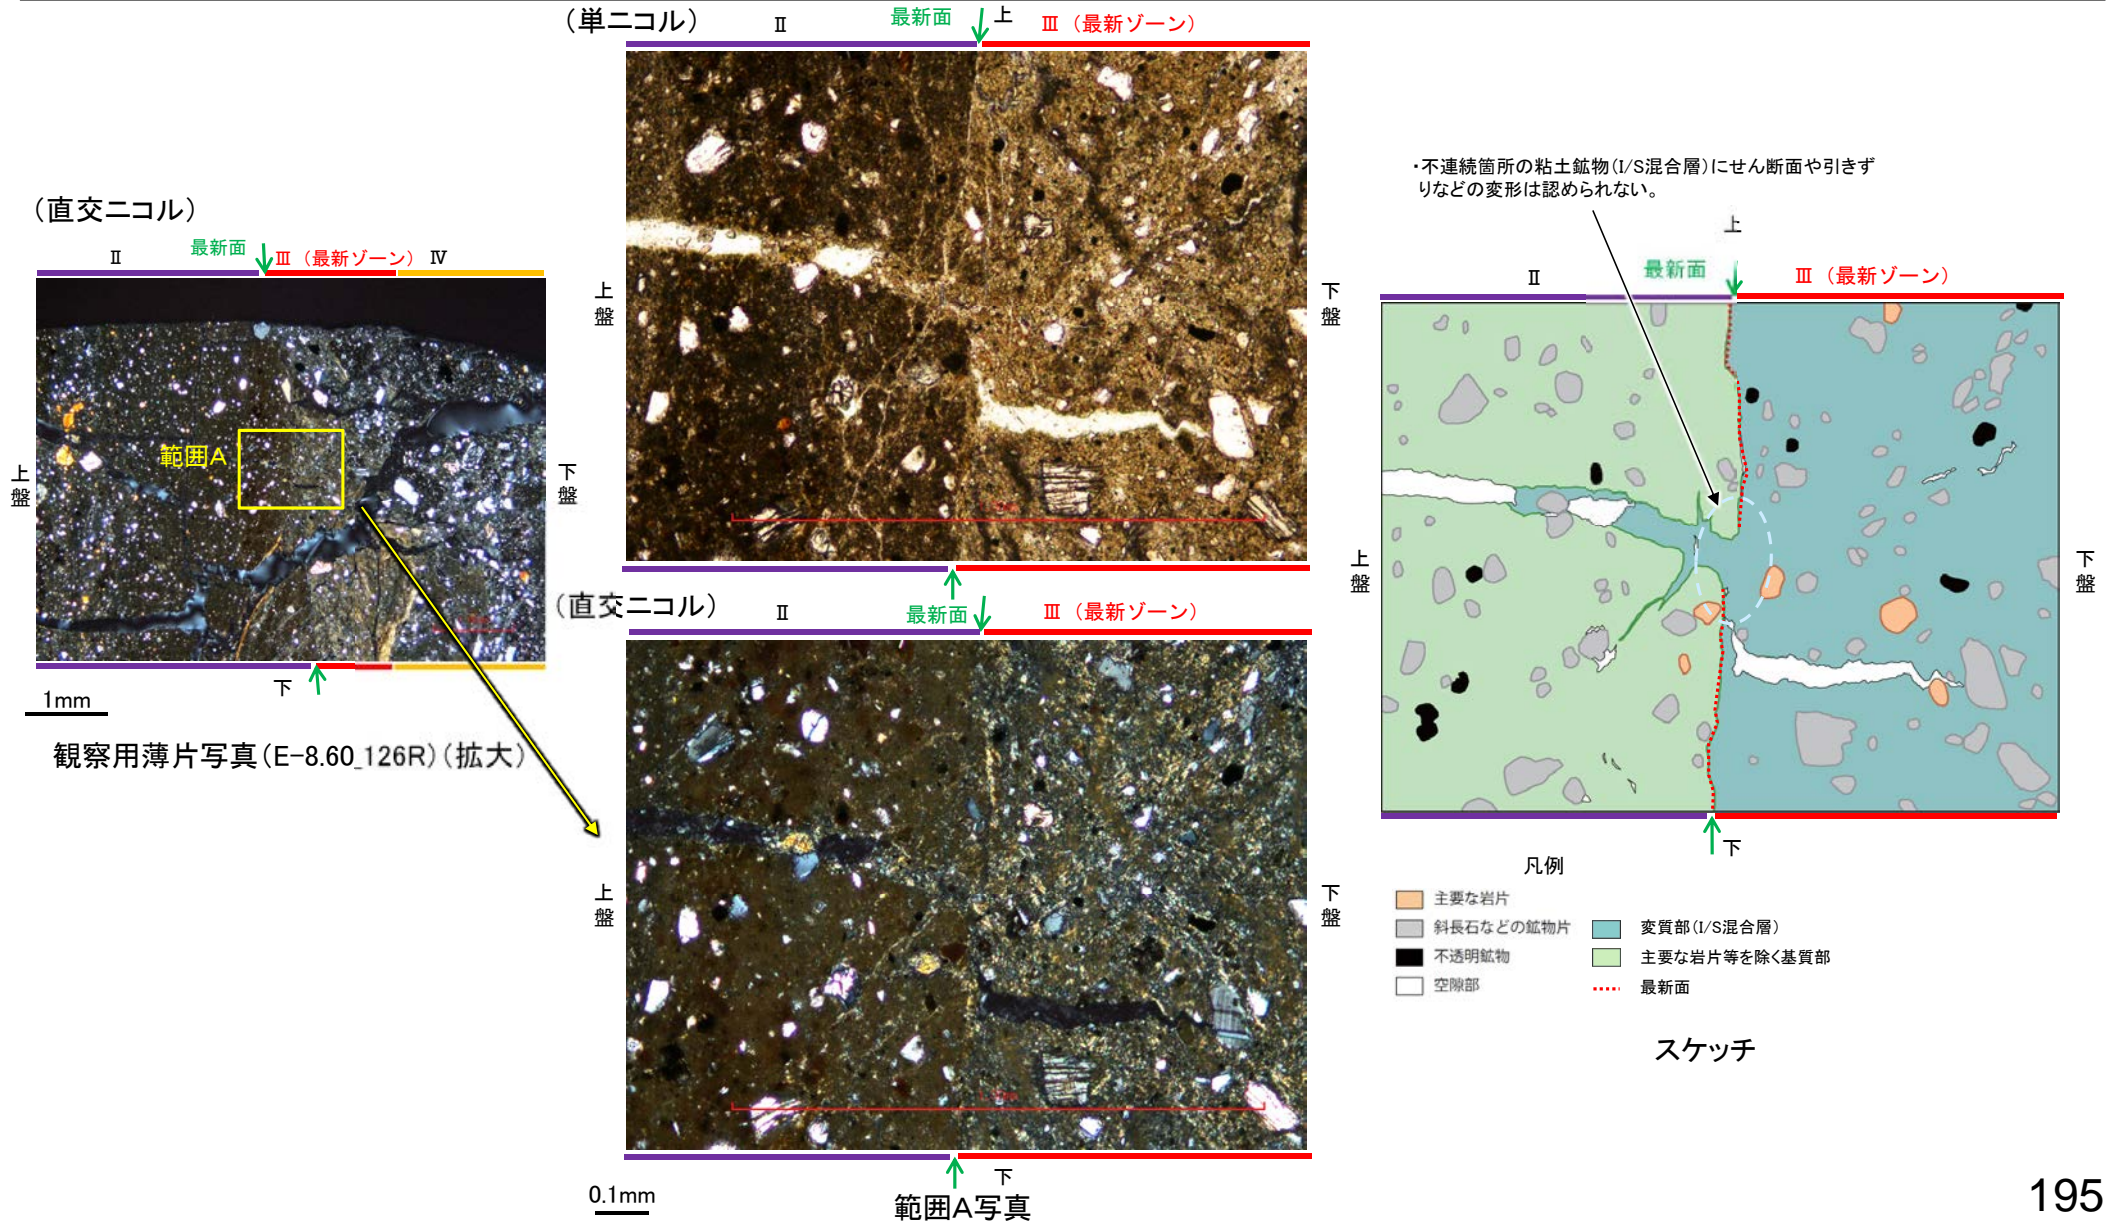 (単ニコル)
Ⅱ
最新面
上
Ⅲ (最新ゾーン)
上盤
下盤
(直交ニコル)
Ⅱ
最新面
Ⅲ (最新ゾーン)
Ⅳ
範囲A
上盤
下盤
下
1mm
観察用薄片写真(E-8.60_126R)(拡大)
(直交ニコル)
Ⅱ
最新面
Ⅲ (最新ゾーン)
上盤
下盤
下
0.1mm
範囲A写真
・不連続箇所の粘土鉱物(I/S混合層)にせん断面や引きず
りなどの変形は認められない。
上
Ⅱ
最新面
Ⅲ (最新ゾーン)
上盤
下盤
下
凡例
主要な岩片
斜長石などの鉱物片
不透明鉱物
空隙部
変質部(I/S混合層)
主要な岩片等を除く基質部
最新面
スケッチ
195